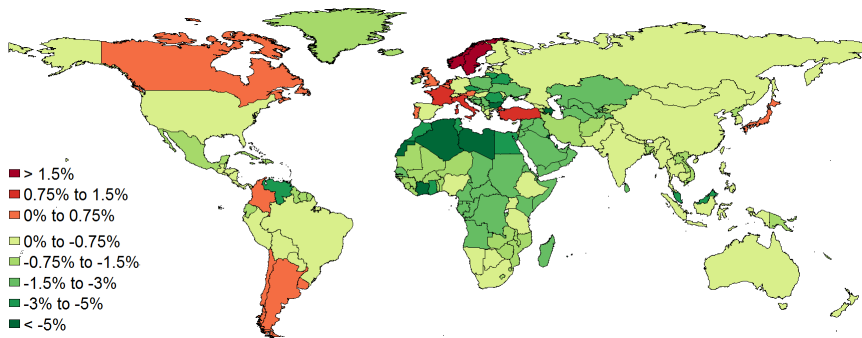 > 1.5%
0.75% to 1.5%
0% to 0.75%
0% to -0.75%
-0.75% to -1.5%
-1.5% to -3%
-3% to -5%
< -5%